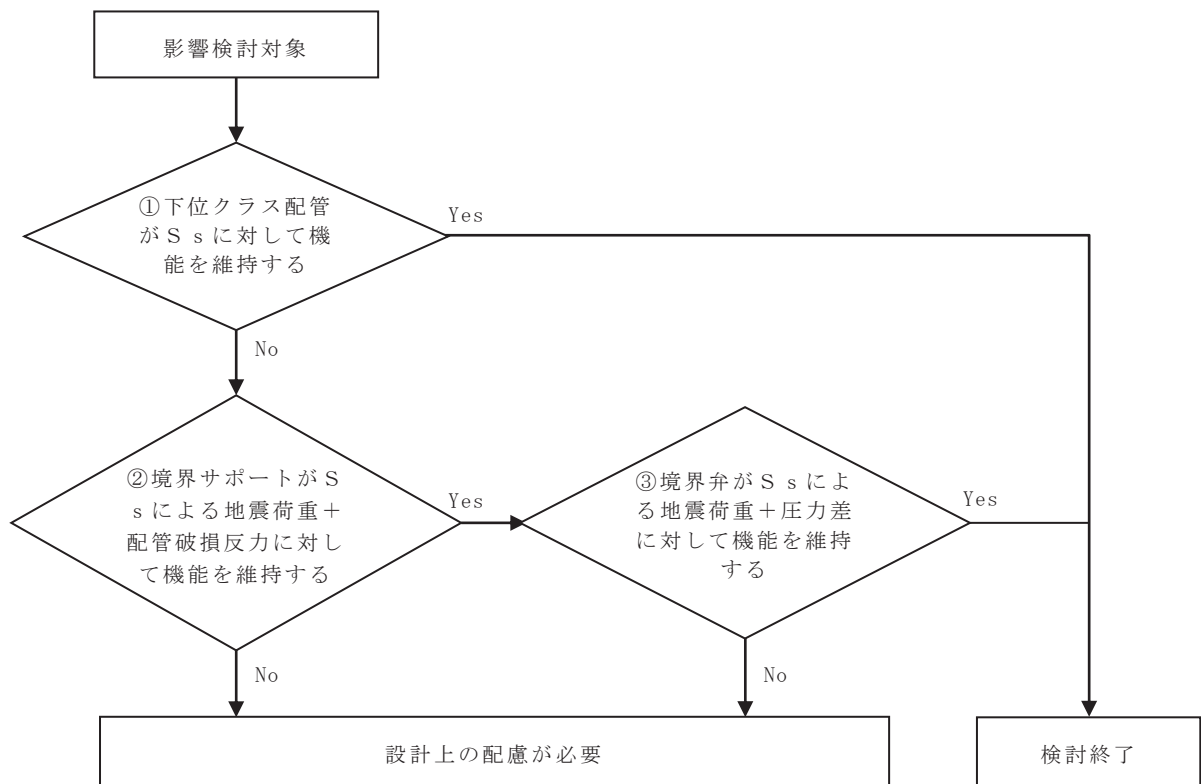 影響検討対象
①下位クラス配管
がＳｓに対して機
能を維持する
Yes
No
②境界サポートがＳ
ｓによる地震荷重＋
配管破損反力に対し
て機能を維持する
Yes
③境界弁がＳｓによ
る地震荷重＋圧力差
に対して機能を維持
する
Yes
No
No
設計上の配慮が必要
検討終了